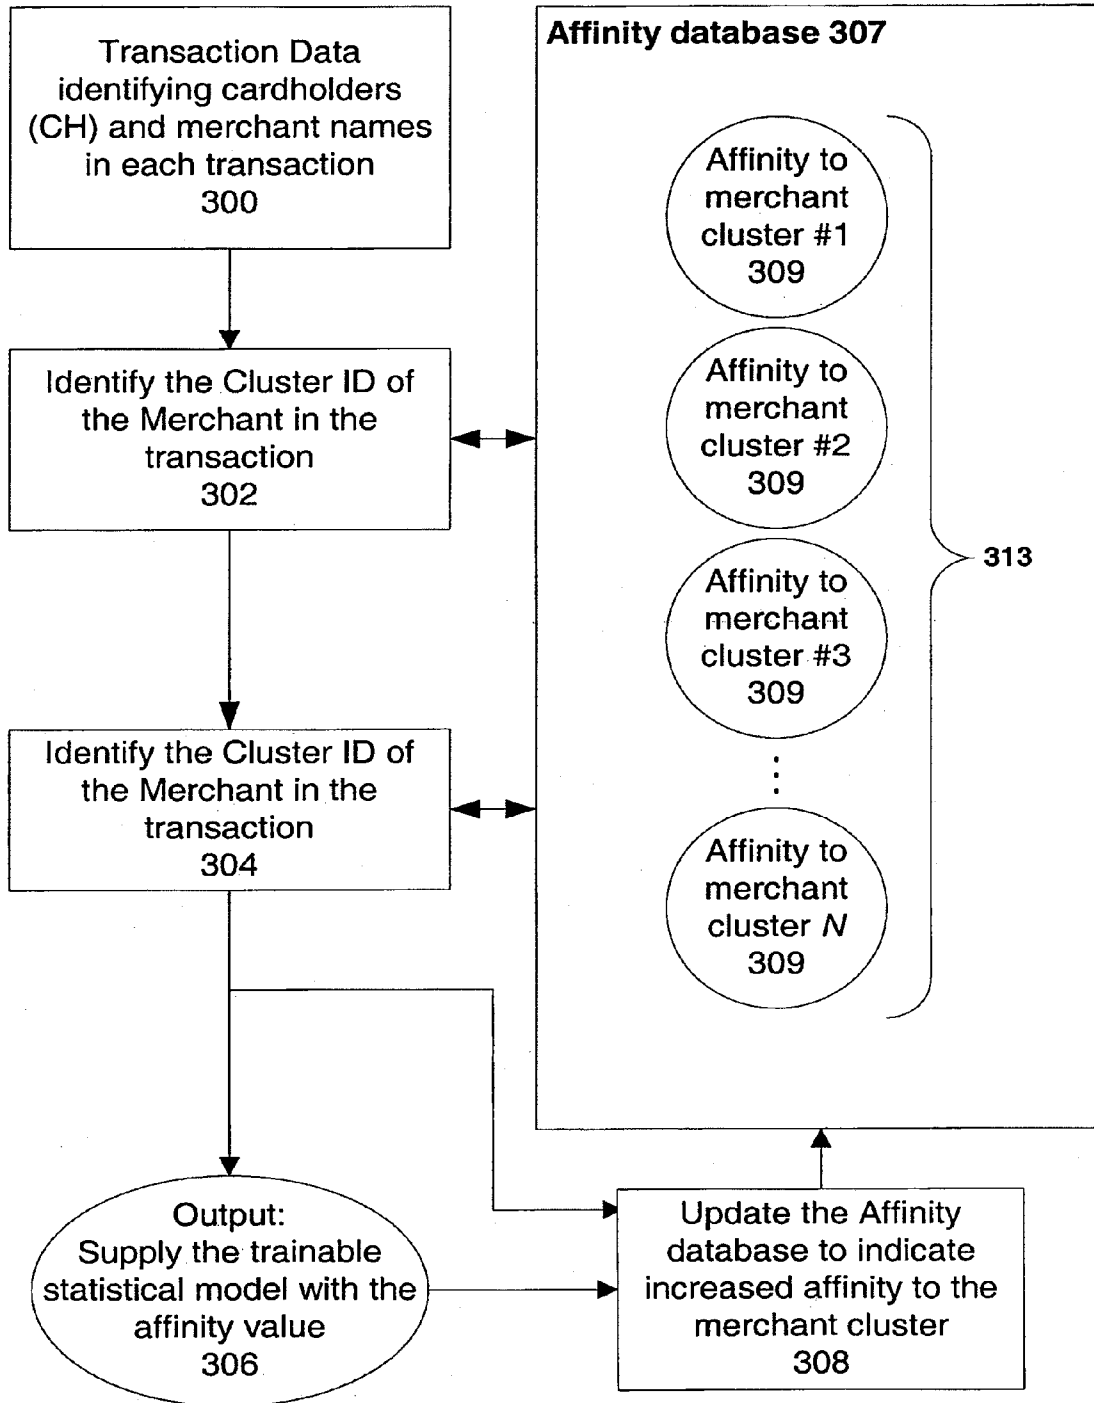 Transaction Data
identifying cardholders
(CH) and merchant names
in each transaction
300
Identify the Cluster ID of
the Merchant in the
transaction
302
Identify the Cluster ID of
the Merchant in the
transaction
304
Output:
Supply the trainable
statistical model with the
affinity value
306
Affinity database 307
Affinity to
merchant
cluster #1
309
Affinity to
merchant
cluster #2
309
Affinity to
merchant
cluster #3
309
Affinity to
merchant
cluster N
309
313
Update the Affinity
database to indicate
increased affinity to the
merchant cluster
308